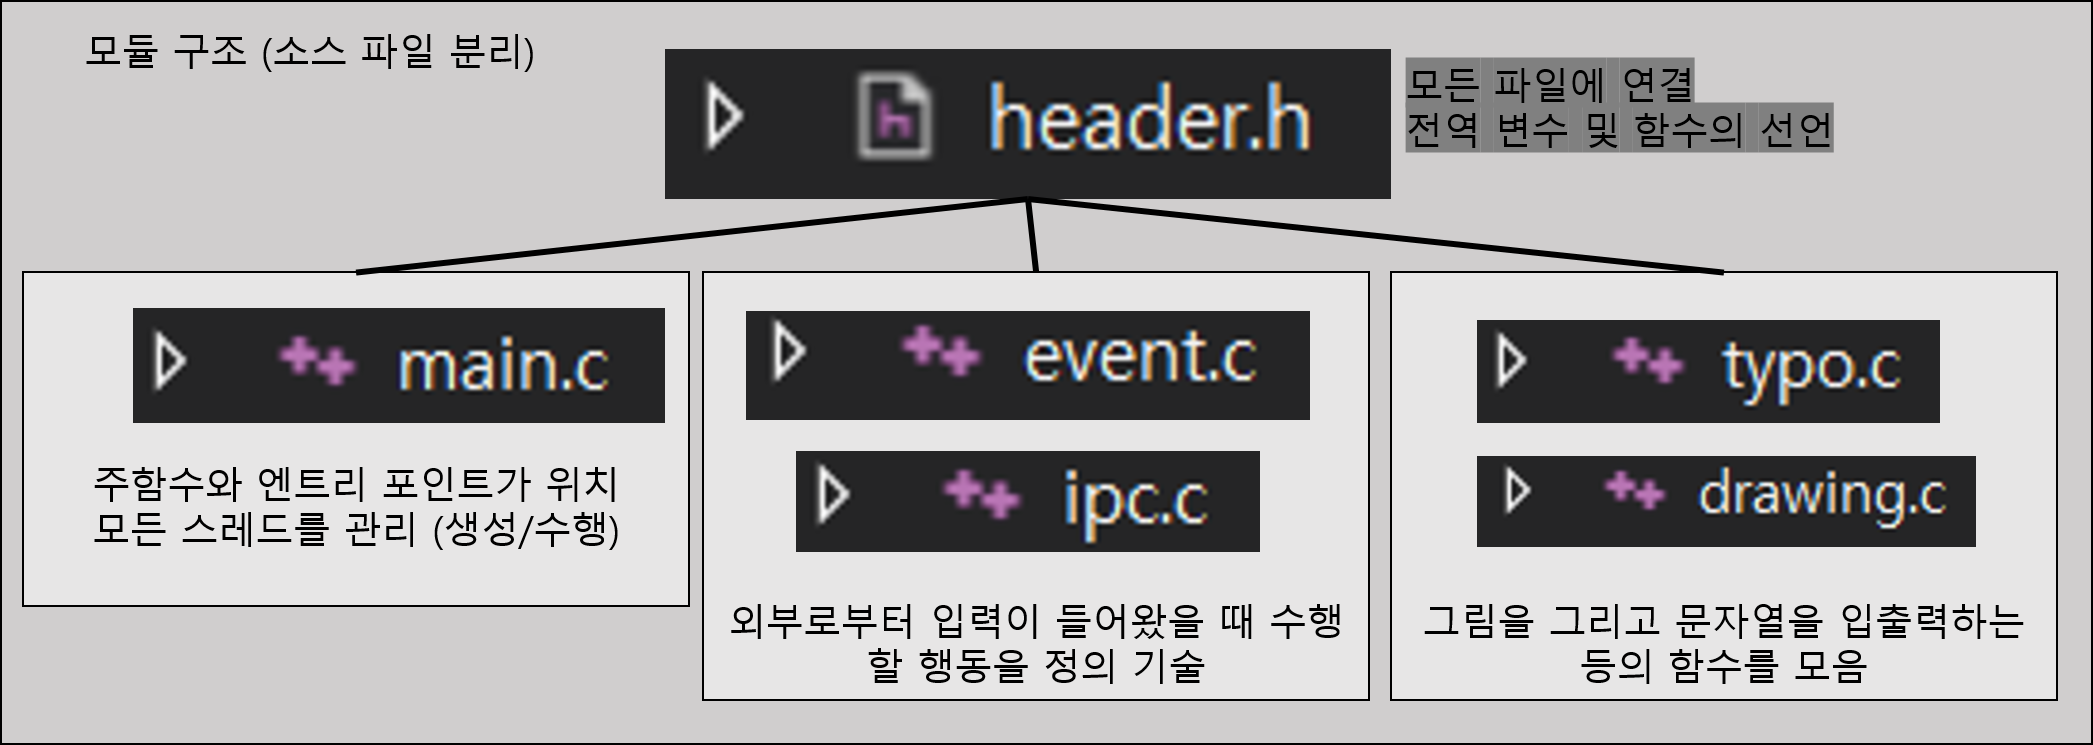 모듈 구조 (소스 파일 분리)
header.h
모든 파일에 연결
전역 변수 및 함수의 선언
main.c
주함수와 엔트리 포인트가 위치
모든 스레드를 관리 (생성/수행)
event.c
ipc.c
외부로부터 입력이 들어왔을 때 수행
할 행동을 정의 기술
typo.c
drawing.c
그림을 그리고 문자열을 입출력하는
등의 함수를 모음